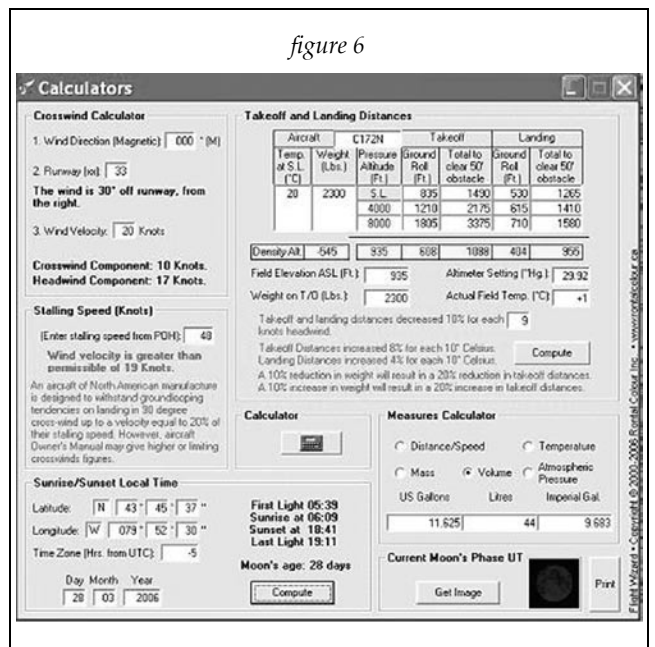 figure 6
Calculators
Crosswind Calculator
1. Wind Direction (Magnetic) 000 ° (M)
2. Runway (xx): 33
The wind is 30° off runway, from
the right.
3. Wind Velocity: 20 Knots
Crosswind Component: 10 Knots.
Headwind Component: 17 Knots.
Stalling Speed (Knots)
(Enter stalling speed from POH): 48
Wind velocity is greater than
permissible of 19 Knots.
An aircraft of North American manufacture
is designed to withstand groundlooping
tendencies on landing in 90 degree
cross-wind up to a velocity equal to 20% of
their stalling speed. However, aircraft
Owner's Manual may give higher or limiting
crosswinds figures.
Sunrise/Sunset Local Time
Latitude: N 43 ° 45 ' 37 "
Longitude: W 079 ° 52 ' 30 "
Time Zone (Hrs. from UTC): -5
Day Month Year
28 03 2006
First Light 05:39
Sunrise at 06:09
Sunset at 18:41
Last Light 19:11
Moon's age: 28 days
Compute
Takeoff and Landing Distances
Aircraft C172N Takeoff Landing
Temp. at S.L. (°C) Weight (Lbs.) Pressure Altitude (Ft.) Ground Roll (Ft.) Total to clear 50' obstacle Ground Roll (Ft.) Total to clear 50' obstacle
20 2300 S.L. 835 1490 530 1265
4000 1210 2175 615 1410
8000 1805 3375 710 1580
Density Alt. -545 935 608 1088 404 955
Field Elevation ASL (Ft.): 935 Altimeter Setting ("Hg.): 29.92
Weight on T/O (Lbs.): 2300 Actual Field Temp. (°C): +1
Takeoff and landing distances decreased 10% for each 9
knots headwind.
Takeoff Distances increased 8% for each 10° Celsius.
Landing Distances increased 4% for each 10° Celsius.
Compute
A 10% reduction in weight will result in a 20% reduction in takeoff distances.
A 10% increase in weight will result in a 20% increase in takeoff distances.
Calculator
Measures Calculator
Distance/Speed Temperature
Mass Volume Atmospheric Pressure
US Gallons Litres Imperial Gal.
11.625 44 9.683
Current Moon's Phase UT
Get Image
Print
Flight Wizard • Copyright © 2000-2006 Rontal Colour Inc. • www.rontalcolour.ca